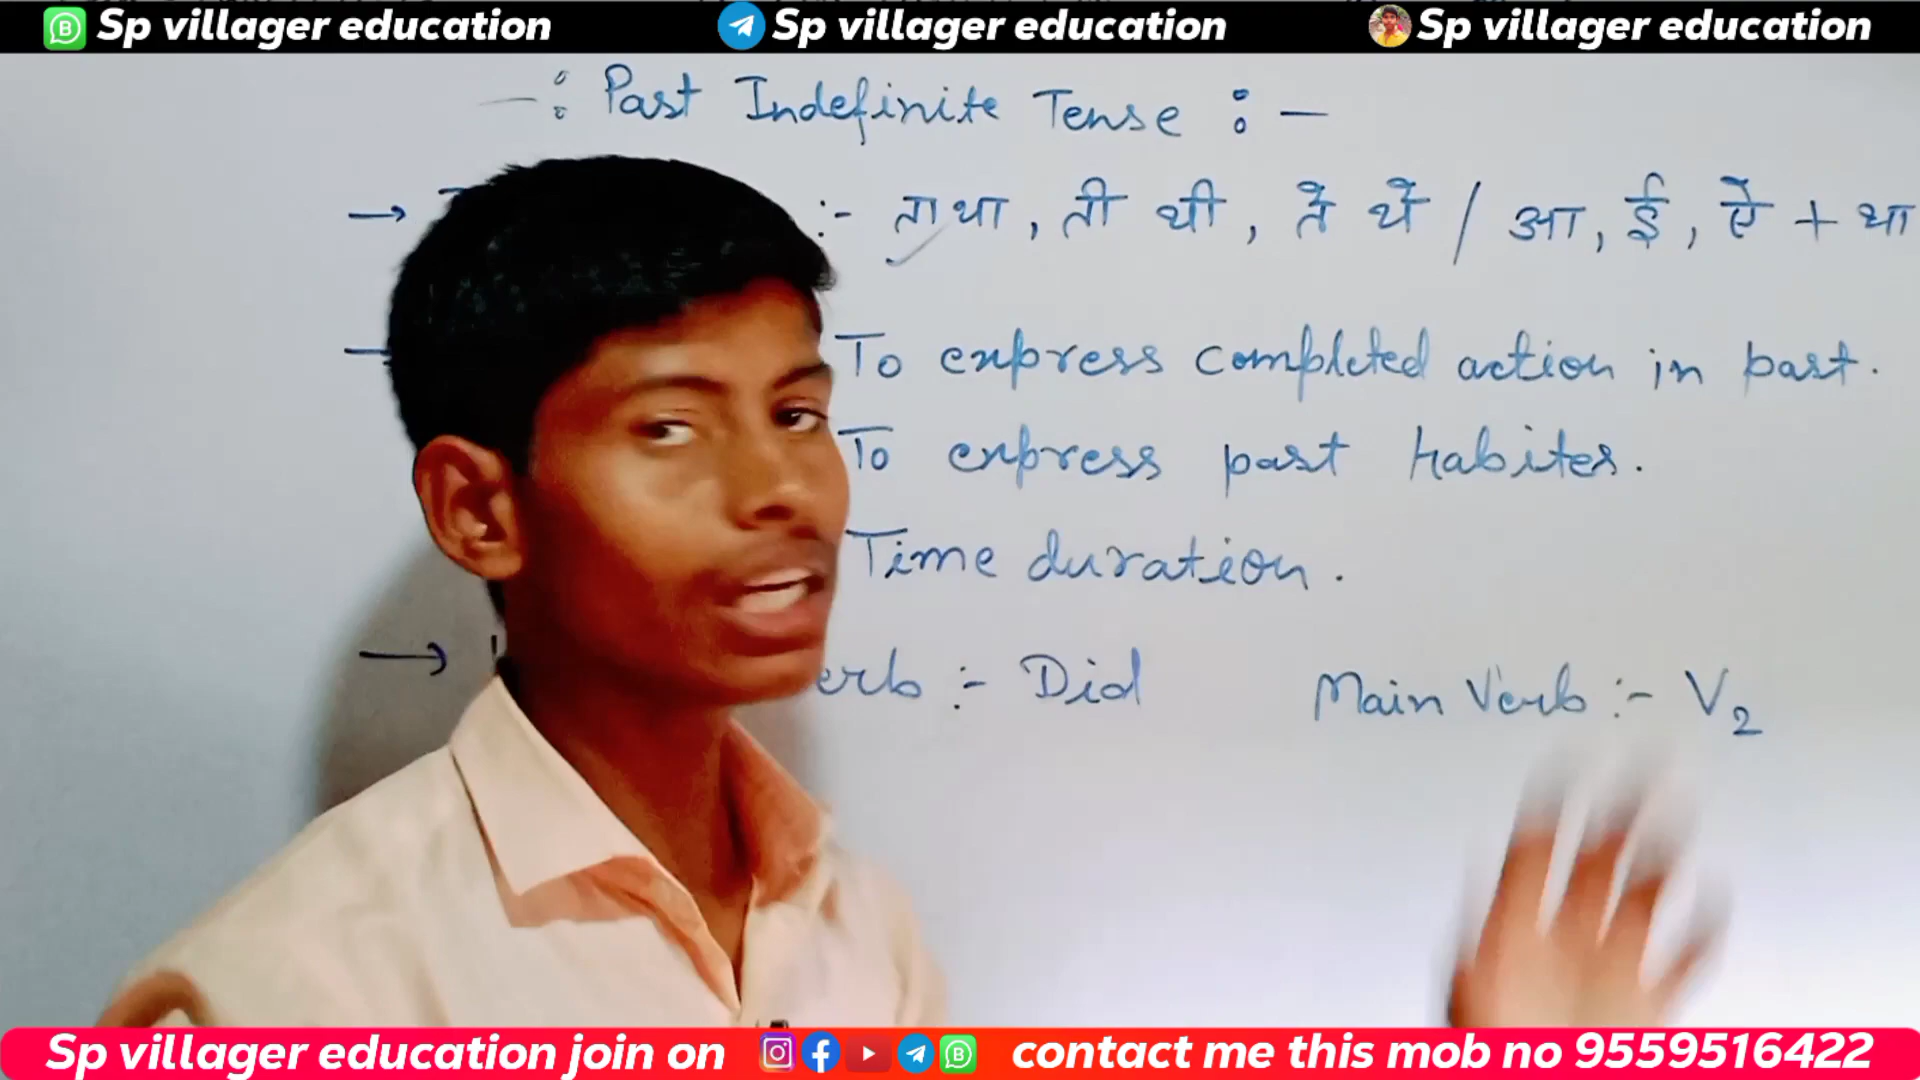 Sp villager education Sp villager education Sp villager education
-: Past Indefinite Tense :-
→ :- ता था, ती थी, ते थे / आ, ई, ऐ + था
To express completed action in past.
To express past habites.
Time duration.
→ erb :- Did Main Verb :- V2
Sp villager education join on contact me this mob no 9559516422